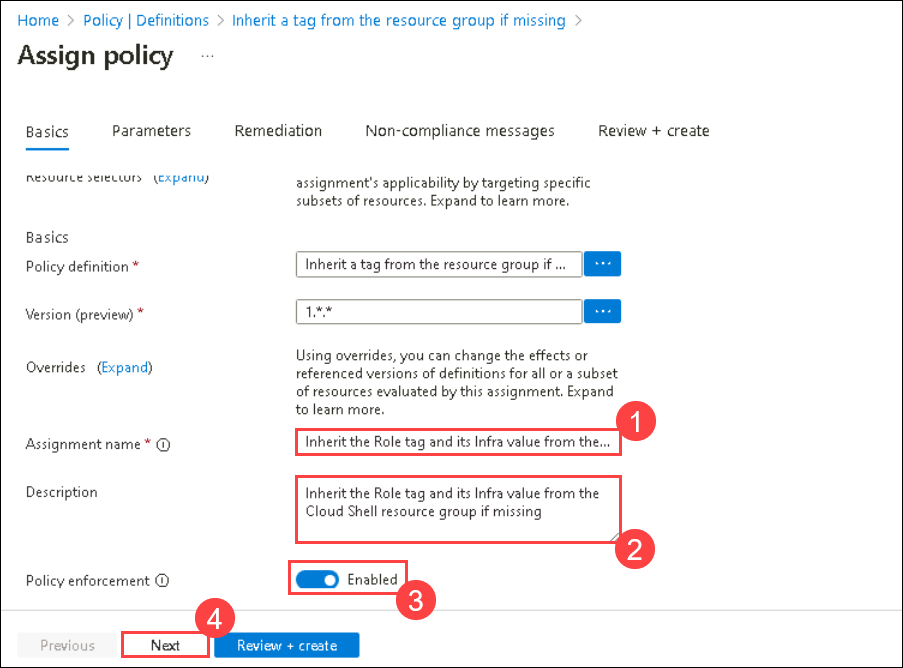 Home > Policy | Definitions > Inherit a tag from the resource group if missing >
Assign policy ...
Basics Parameters Remediation Non-compliance messages Review + create
Resource selectors (Expand)
assignment's applicability by targeting specific
subsets of resources. Expand to learn more.
Basics
Policy definition *
Inherit a tag from the resource group if ...
...
Version (preview) *
1.*.*
...
Overrides (Expand)
Using overrides, you can change the effects or
referenced versions of definitions for all or a subset
of resources evaluated by this assignment. Expand
to learn more.
1
Assignment name *
Inherit the Role tag and its Infra value from the...
Description
Inherit the Role tag and its Infra value from the
Cloud Shell resource group if missing
2
Policy enforcement
Enabled
3
4
Previous Next Review + create